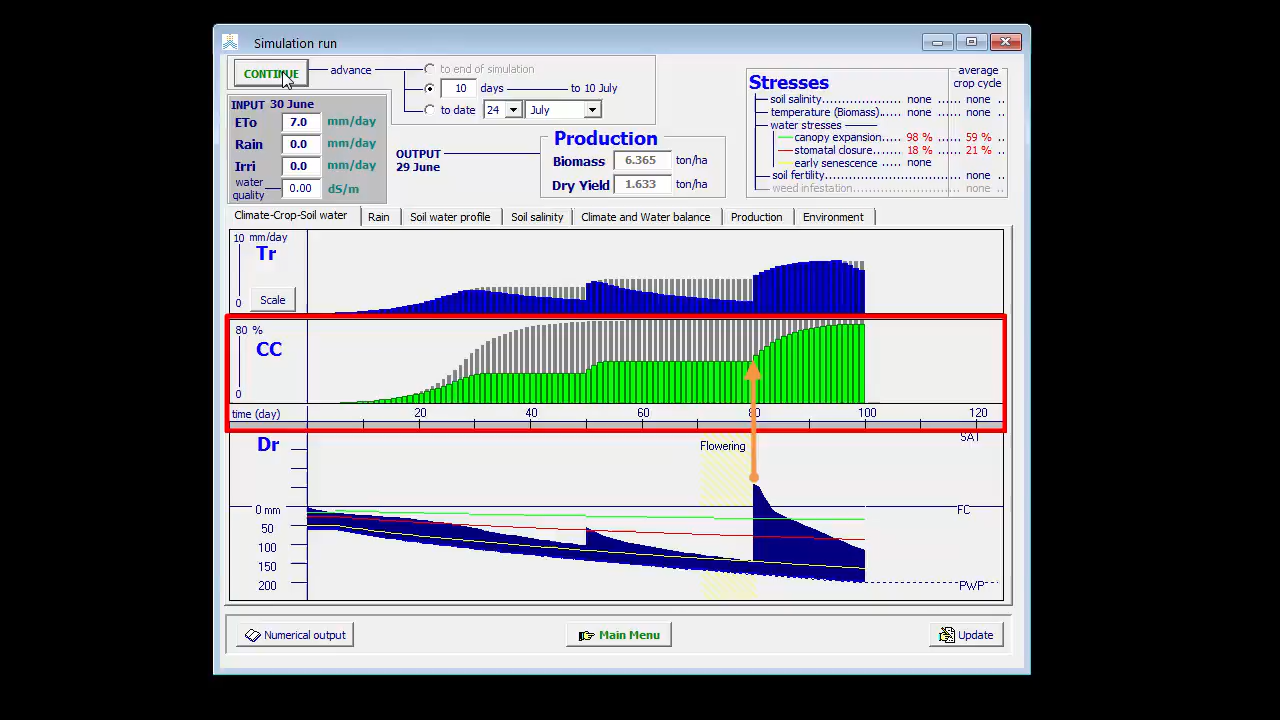 Simulation run
CONTINUE
advance
to end of simulation
10 days to 10 July
to date 24 July
INPUT 30 June
ETo 7.0 mm/day
Rain 0.0 mm/day
Irri 0.0 mm/day
water quality 0.00 dS/m
OUTPUT
29 June
Production
Biomass 6.365 ton/ha
Dry Yield 1.633 ton/ha
Stresses
average crop cycle
soil salinity none none
temperature (Biomass) none none
water stresses
canopy expansion 98 % 59 %
stomatal closure 18 % 21 %
early senescence none
soil fertility none
weed infestation none
Climate-Crop-Soil water Rain Soil water profile Soil salinity Climate and Water balance Production Environment
10 mm/day
Tr
0
Scale
80 %
CC
0
time (day) 20 40 60 80 100 120
SAT
Dr
Flowering
0 mm FC
50
100
150
200 PWP
Numerical output
Main Menu
Update